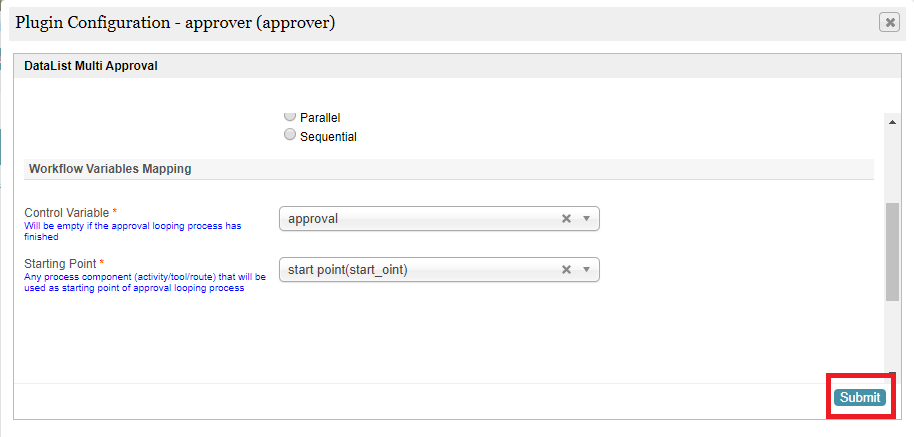 Plugin Configuration - approver (approver)
DataList Multi Approval
Parallel
Sequential
Workflow Variables Mapping
Control Variable *
Will be empty if the approval looping process has
finished
approval
Starting Point *
Any process component (activity/tool/route) that will be
used as starting point of approval looping process
start point(start_oint)
Submit